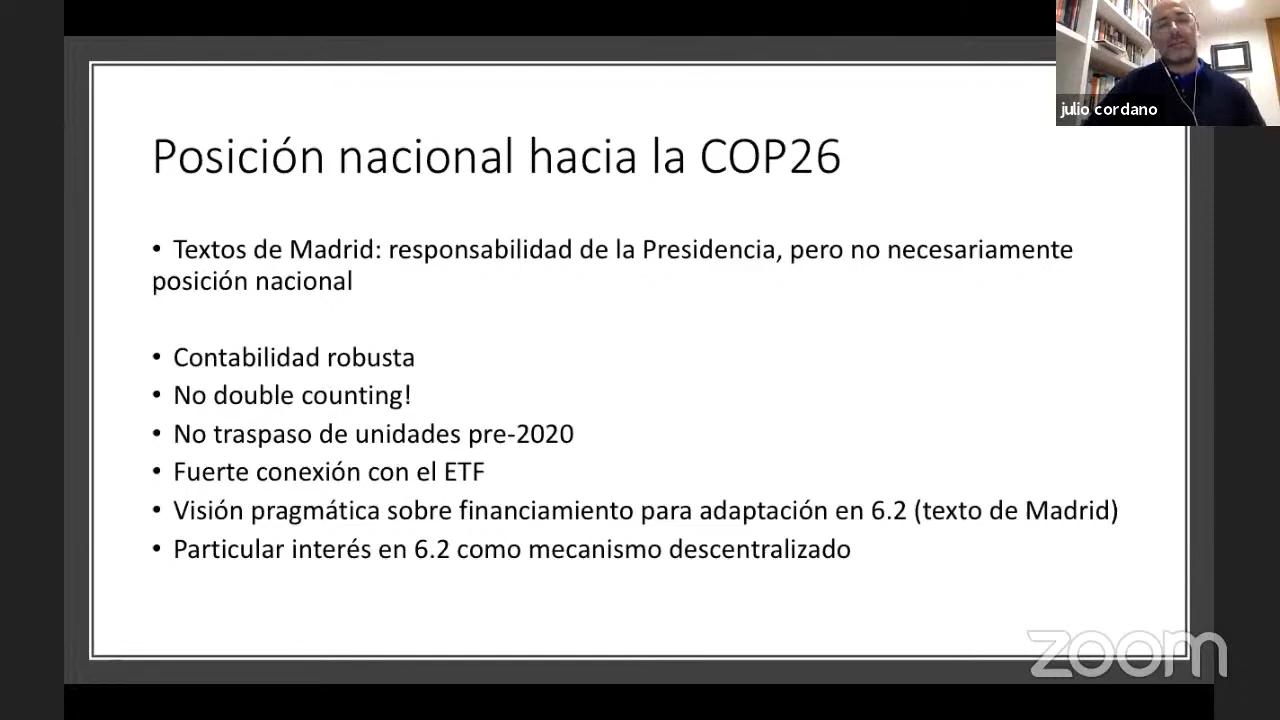 julio cordano
Posición nacional hacia la COP26
• Textos de Madrid: responsabilidad de la Presidencia, pero no necesariamente
posición nacional
• Contabilidad robusta
• No double counting!
• No traspaso de unidades pre-2020
• Fuerte conexión con el ETF
• Visión pragmática sobre financiamiento para adaptación en 6.2 (texto de Madrid)
• Particular interés en 6.2 como mecanismo descentralizado
zoom